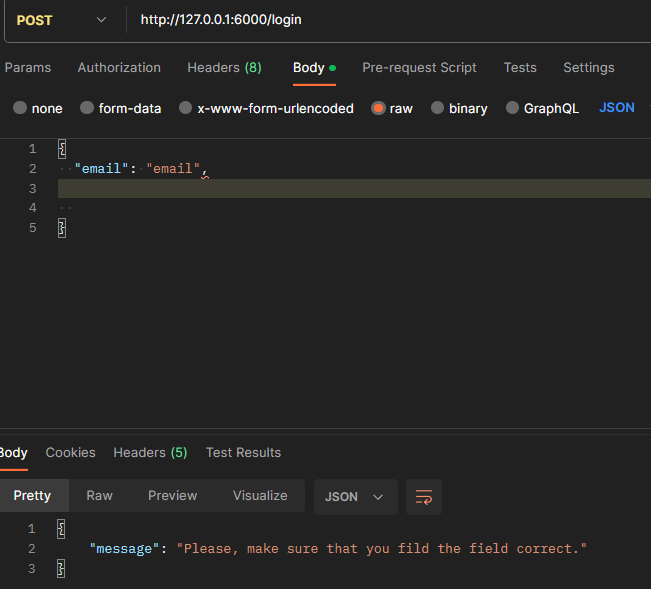 POST http://127.0.0.1:6000/login
Params Authorization Headers (8) Body Pre-request Script Tests Settings
none form-data x-www-form-urlencoded raw binary GraphQL JSON
1 {
2 "email": "email",
3
4
5 }
Body Cookies Headers (5) Test Results
Pretty Raw Preview Visualize JSON
1 {
2 "message": "Please, make sure that you fild the field correct."
3 }